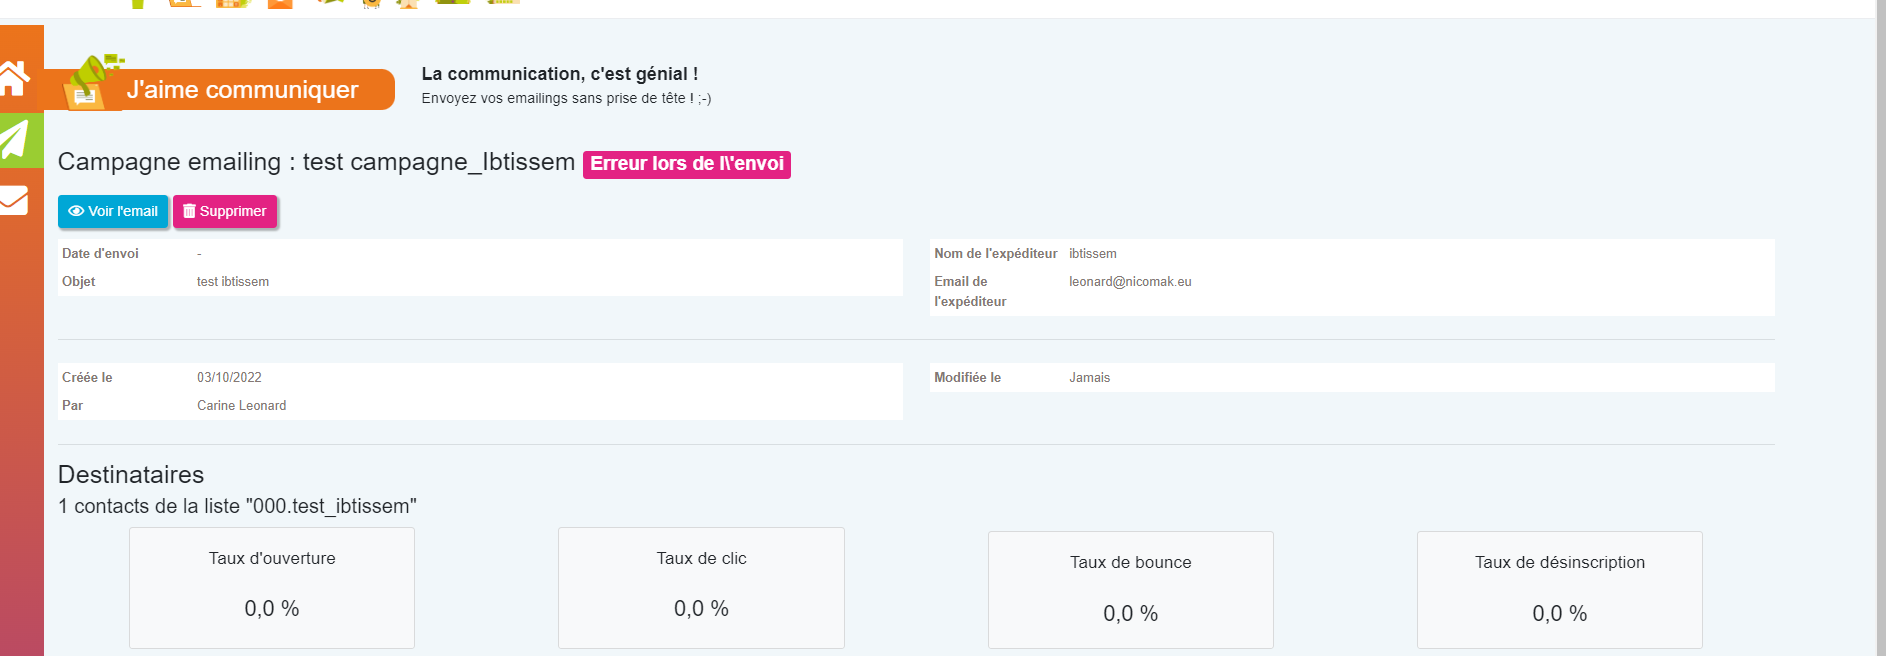 J'aime communiquer
La communication, c'est génial !
Envoyez vos emailings sans prise de tête ! ;-)
Campagne emailing : test campagne_Ibtissem Erreur lors de l\'envoi
Voir l'email Supprimer
Date d'envoi -
Objet test ibtissem
Nom de l'expéditeur ibtissem
Email de l'expéditeur leonard@nicomak.eu
Créée le 03/10/2022
Par Carine Leonard
Modifiée le Jamais
Destinataires
1 contacts de la liste "000.test_ibtissem"
Taux d'ouverture
0,0 %
Taux de clic
0,0 %
Taux de bounce
0,0 %
Taux de désinscription
0,0 %